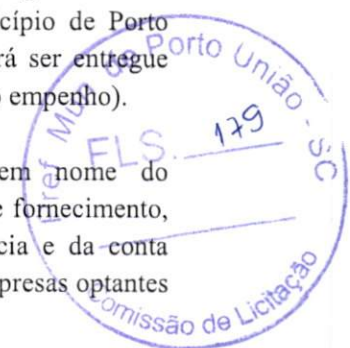 cípio de Porto
rá ser entregue
o empenho).
em nome do
e fornecimento,
cia e da conta
presas optantes
Pref. Mun. de Porto União - SC
FLS. 179
Comissão de Licitação